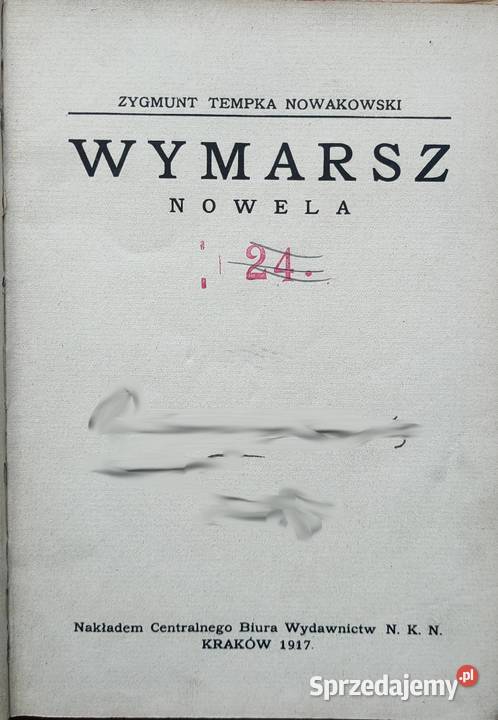 ZYGMUNT TEMPKA NOWAKOWSKI
WYMARSZ
NOWELA
24.
Nakładem Centralnego Biura Wydawnictw N. K. N.
KRAKÓW 1917.
Sprzedajemy.pl